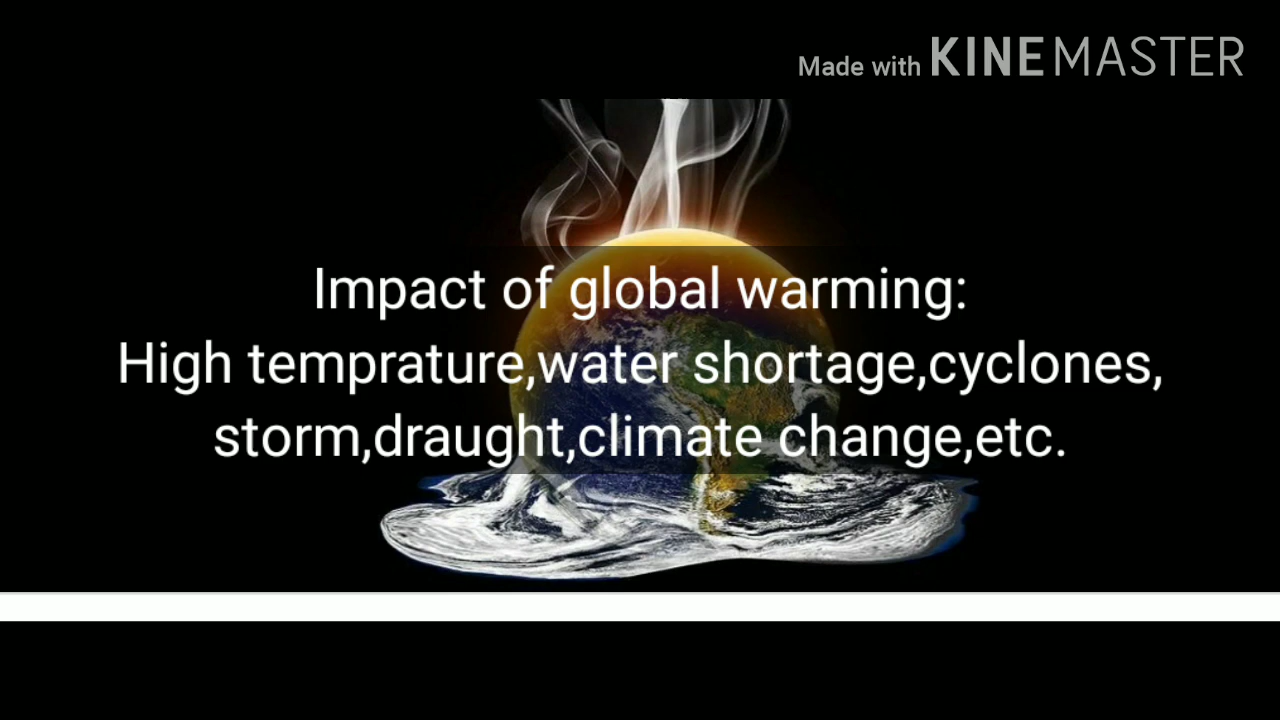 Made with KINEMASTER
Impact of global warming:
High temprature,water shortage,cyclones,
storm,draught,climate change,etc.